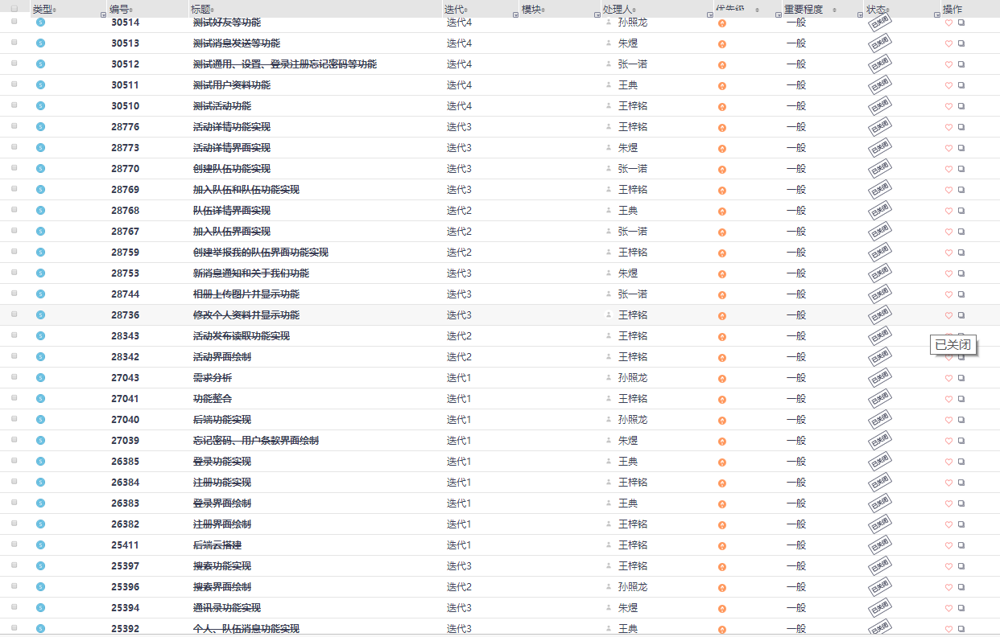 类型 编号 标题 迭代 模块 处理人 优先级 重要程度 状态 操作
S 30514 测试好友等功能 迭代4 孙照龙 一般 已关闭
S 30513 测试消息发送等功能 迭代4 朱煜 一般 已关闭
S 30512 测试通用、设置、登录注册忘记密码等功能 迭代4 张一诺 一般 已关闭
S 30511 测试用户资料功能 迭代4 王典 一般 已关闭
S 30510 测试活动功能 迭代4 王梓铭 一般 已关闭
S 28776 活动详情功能实现 迭代3 王梓铭 一般 已关闭
S 28773 活动详情界面实现 迭代3 朱煜 一般 已关闭
S 28770 创建队伍功能实现 迭代3 张一诺 一般 已关闭
S 28769 加入队伍和队伍功能实现 迭代3 王梓铭 一般 已关闭
S 28768 队伍详情界面实现 迭代2 王典 一般 已关闭
S 28767 加入队伍界面实现 迭代2 张一诺 一般 已关闭
S 28759 创建举报我的队伍界面功能实现 迭代2 王梓铭 一般 已关闭
S 28753 新消息通知和关于我们功能 迭代3 朱煜 一般 已关闭
S 28744 相册上传图片并显示功能 迭代3 张一诺 一般 已关闭
S 28736 修改个人资料并显示功能 迭代3 王梓铭 一般 已关闭
S 28343 活动发布读取功能实现 迭代2 王梓铭 一般 已关闭
已关闭
S 28342 活动界面绘制 迭代2 王梓铭 一般 已关闭
S 27043 需求分析 迭代1 孙照龙 一般 已关闭
S 27041 功能整合 迭代1 王梓铭 一般 已关闭
S 27040 后端功能实现 迭代1 孙照龙 一般 已关闭
S 27039 忘记密码、用户条款界面绘制 迭代1 朱煜 一般 已关闭
S 26385 登录功能实现 迭代1 王典 一般 已关闭
S 26384 注册功能实现 迭代1 王梓铭 一般 已关闭
S 26383 登录界面绘制 迭代1 王典 一般 已关闭
S 26382 注册界面绘制 迭代1 王梓铭 一般 已关闭
S 25411 后端云搭建 迭代1 王梓铭 一般 已关闭
S 25397 搜索功能实现 迭代3 王梓铭 一般 已关闭
S 25396 搜索界面绘制 迭代2 孙照龙 一般 已关闭
S 25394 通讯录功能实现 迭代3 朱煜 一般 已关闭
S 25392 个人、队伍消息功能实现 迭代3 王典 一般 已关闭